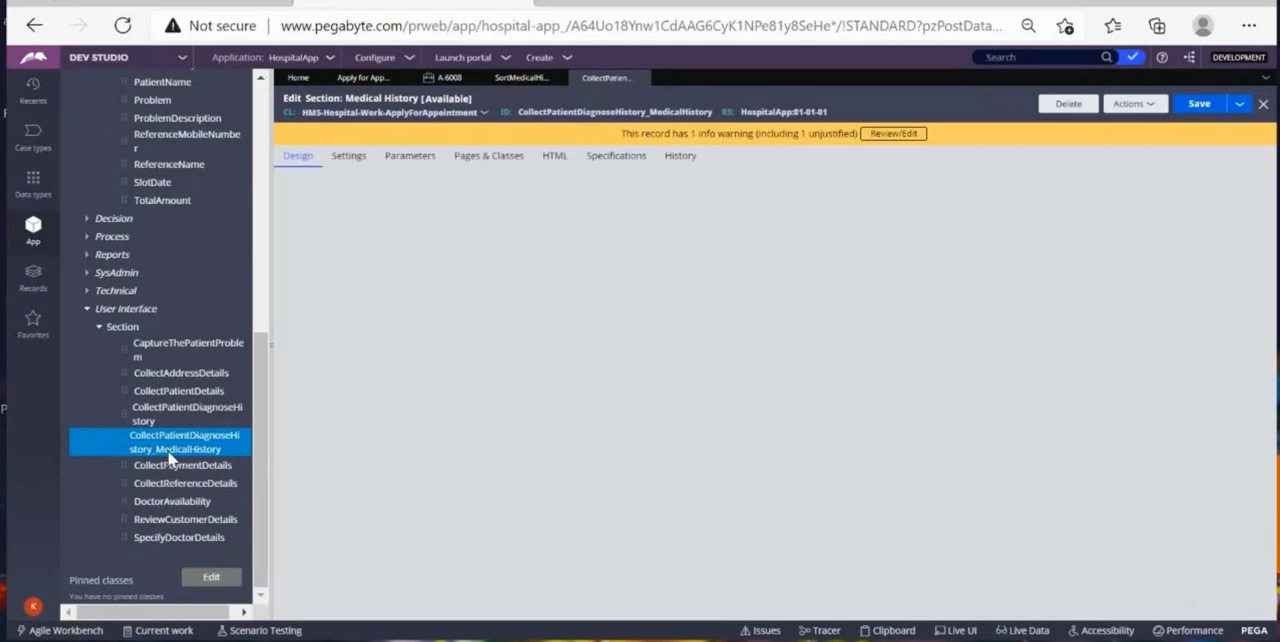 Not secure www.pegabyte.com/prweb/app/hospital-app_/A64Uo18Ynw1CdAAG6CyK1NPe81y8SeHe*/!STANDARD?pzPostData...
DEV STUDIO Application: HospitalApp Configure Launch portal Create Search DEVELOPMENT
Home Apply for App... A-6008 SortMedicalHi... CollectPatien...
Recents
Case types
Data types
App
Records
Favorites
K
PatientName
Problem
ProblemDescription
ReferenceMobileNumbe
r
ReferenceName
SlotDate
TotalAmount
Decision
Process
Reports
SysAdmin
Technical
User Interface
Section
CaptureThePatientProble
m
CollectAddressDetails
CollectPatientDetails
CollectPatientDiagnoseHi
story
CollectPatientDiagnoseHi
story_MedicalHistory
CollectPaymentDetails
CollectReferenceDetails
DoctorAvailability
ReviewCustomerDetails
SpecifyDoctorDetails
Pinned classes Edit
You have no pinned classes
Edit Section: Medical History [Available]
CL: HMS-Hospital-Work-ApplyForAppointment ID: CollectPatientDiagnoseHistory_MedicalHistory RS: HospitalApp:01-01-01
Delete Actions Save
This record has 1 info warning (including 1 unjustified) Review/Edit
Design Settings Parameters Pages & Classes HTML Specifications History
Agile Workbench Current work Scenario Testing Issues Tracer Clipboard Live UI Live Data Accessibility Performance PEGA